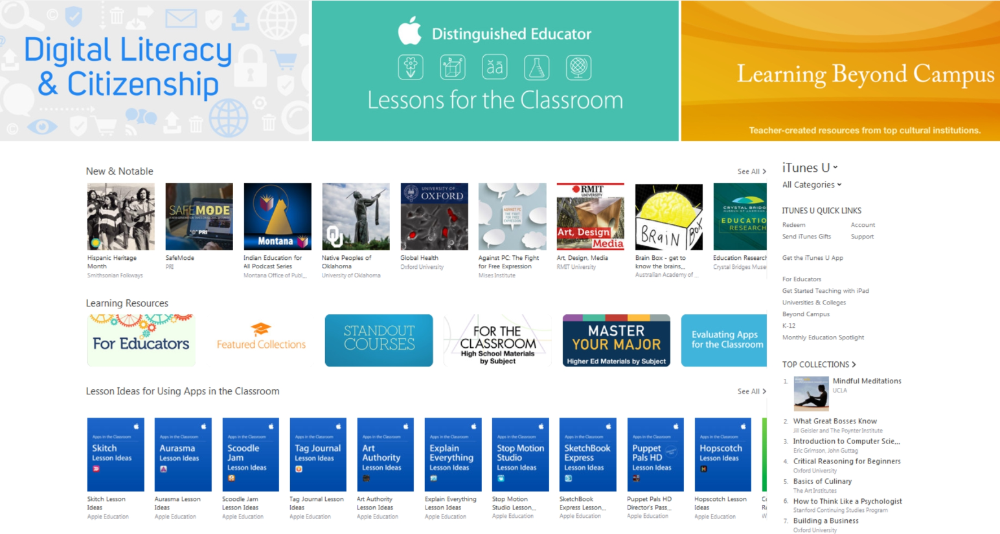 Digital Literacy
& Citizenship
Distinguished Educator
a b c
ăā
Lessons for the Classroom
Learning Beyond Campus
Teacher-created resources from top cultural institutions.
New & Notable
See All
SAFEMODE
PRI
Montana
UNIVERSITY OF
OXFORD
AGAINST PC:
THE FIGHT
FOR FREE
EXPRESSION
RMIT
UNIVERSITY
Art, Design
Media
BRAIN BOX
CRYSTAL BRIDG
EDUCATIO
RESEARCH
Hispanic Heritage
Month
Smithsonian Folkways
SafeMode
PRI
Indian Education for
All Podcast Series
Montana Office of Publ...
Native Peoples of
Oklahoma
University of Oklahoma
Global Health
Oxford University
Against PC: The Fight
for Free Expression
Mises Institute
Art, Design, Media
RMIT University
Brain Box - get to
know the brains...
Australian Academy of ...
Education Research
Crystal Bridges Muse
Learning Resources
For Educators
Featured Collections
STANDOUT
COURSES
FOR THE
CLASSROOM
High School Materials
by Subject
MASTER
YOUR MAJOR
Higher Ed Materials by Subject
Evaluating Apps
for the Classroom
Lesson Ideas for Using Apps in the Classroom
See All
Apps in the Classroom
Skitch
Lesson Ideas
Apps in the Classroom
Aurasma
Lesson Ideas
Apps in the Classroom
Scoodle
Jam
Lesson Ideas
Apps in the Classroom
Tag Journal
Lesson Ideas
Apps in the Classroom
Art
Authority
Lesson Ideas
Apps in the Classroom
Explain
Everything
Lesson Ideas
Apps in the Classroom
Stop Motion
Studio
Lesson Ideas
Apps in the Classroom
SketchBook
Express
Lesson Ideas
Apps in the Classroom
Puppet
Pals HD
Lesson Ideas
Apps in the Classroom
Hopscotch
Lesson Ideas
Skitch Lesson
Ideas
Apple Education
Aurasma Lesson
Ideas
Apple Education
Scoodle Jam
Lesson Ideas
Apple Education
Tag Journal Lesson
Ideas
Apple Education
Art Authority
Lesson Ideas
Apple Education
Explain Everything
Lesson Ideas
Apple Education
Stop Motion
Studio Lesson...
Apple Education
SketchBook
Express Lesson...
Apple Education
Puppet Pals HD
Director's Pass...
Apple Education
Hopscotch Lesson
Ideas
Apple Education
iTunes U
All Categories
ITUNES U QUICK LINKS
Redeem
Account
Send iTunes Gifts
Support
Get the iTunes U App
For Educators
Get Started Teaching with iPad
Universities & Colleges
Beyond Campus
K-12
Monthly Education Spotlight
TOP COLLECTIONS
1. Mindful Meditations
UCLA
2. What Great Bosses Know
Jill Geisler and The Poynter Institute
3. Introduction to Computer Scie...
Eric Grimson, John Guttag
4. Critical Reasoning for Beginners
Oxford University
5. Basics of Culinary
The Art Institutes
6. How to Think Like a Psychologist
Stanford Continuing Studies Program
7. Building a Business
Oxford University